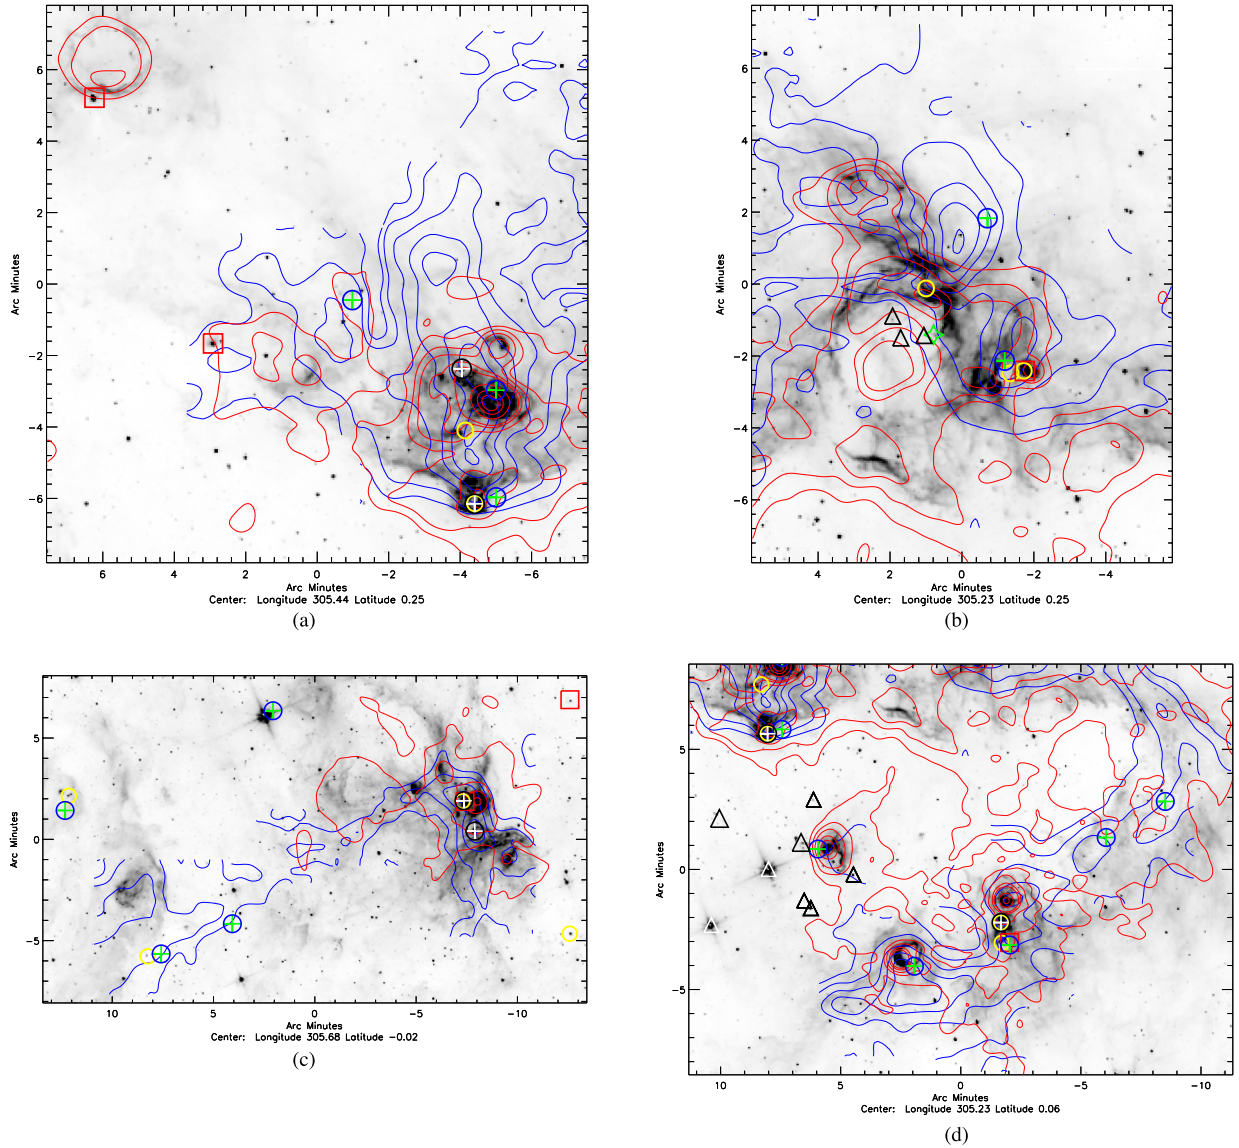 6
4
2
0
−2
−4
−6
Arc Minutes
6 4 2 0 −2 −4 −6
Arc Minutes
Center: Longitude 305.44 Latitude 0.25
(a)
6
4
2
0
−2
−4
−6
Arc Minutes
4 2 0 −2 −4
Arc Minutes
Center: Longitude 305.23 Latitude 0.25
(b)
5
0
−5
Arc Minutes
10 5 0 −5 −10
Arc Minutes
Center: Longitude 305.68 Latitude −0.02
(c)
5
0
−5
Arc Minutes
10 5 0 −5 −10
Arc Minutes
Center: Longitude 305.23 Latitude 0.06
(d)